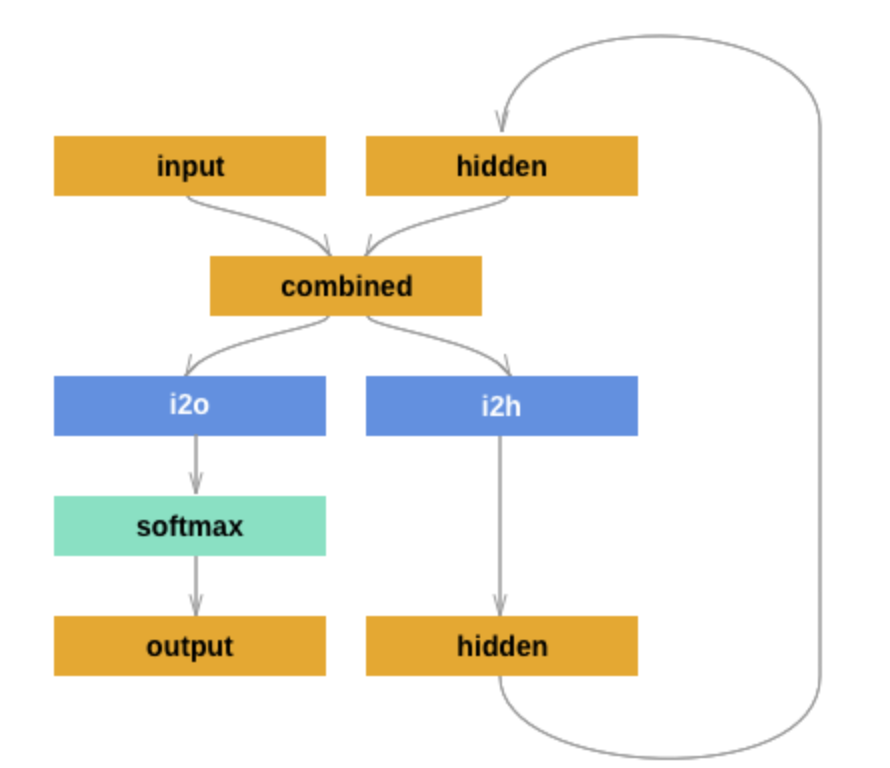 input
hidden
combined
i2o
i2h
softmax
output
hidden